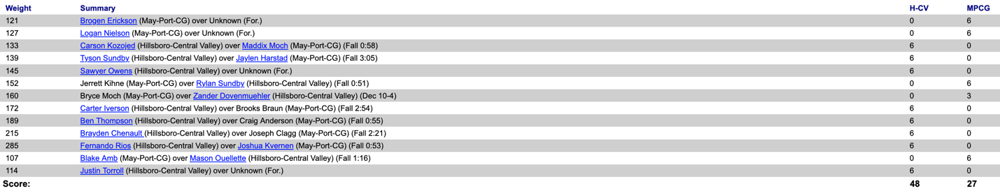 Weight Summary H-CV MPCG
121 Brogen Erickson (May-Port-CG) over Unknown (For.) 0 6
127 Logan Nielson (May-Port-CG) over Unknown (For.) 0 6
133 Carson Kozojed (Hillsboro-Central Valley) over Maddix Moch (May-Port-CG) (Fall 0:58) 6 0
139 Tyson Sundby (Hillsboro-Central Valley) over Jaylen Harstad (May-Port-CG) (Fall 3:05) 6 0
145 Sawyer Owens (Hillsboro-Central Valley) over Unknown (For.) 6 0
152 Jerrett Kihne (May-Port-CG) over Rylan Sundby (Hillsboro-Central Valley) (Fall 0:51) 0 6
160 Bryce Moch (May-Port-CG) over Zander Dovenmuehler (Hillsboro-Central Valley) (Dec 10-4) 0 3
172 Carter Iverson (Hillsboro-Central Valley) over Brooks Braun (May-Port-CG) (Fall 2:54) 6 0
189 Ben Thompson (Hillsboro-Central Valley) over Craig Anderson (May-Port-CG) (Fall 0:55) 6 0
215 Brayden Chenault (Hillsboro-Central Valley) over Joseph Clagg (May-Port-CG) (Fall 2:21) 6 0
285 Fernando Rios (Hillsboro-Central Valley) over Joshua Kvernen (May-Port-CG) (Fall 0:53) 6 0
107 Blake Amb (May-Port-CG) over Mason Ouellette (Hillsboro-Central Valley) (Fall 1:16) 0 6
114 Justin Torroll (Hillsboro-Central Valley) over Unknown (For.) 6 0
Score: 48 27